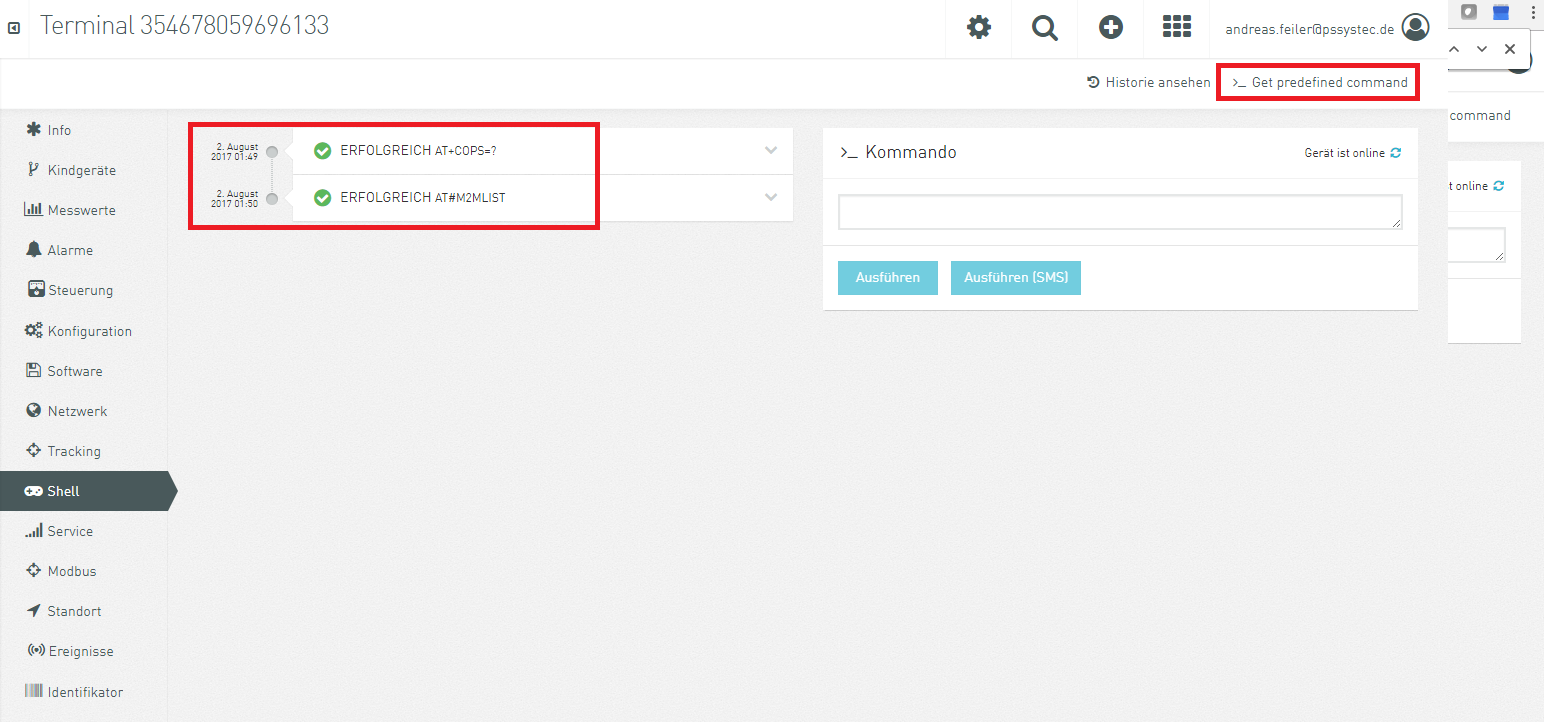 Terminal 354678059696133
andreas.feiler@pssystec.de
Historie ansehen
>_ Get predefined command
command
Info
Kindgeräte
Messwerte
Alarme
Steuerung
Konfiguration
Software
Netzwerk
Tracking
Shell
Service
Modbus
Standort
Ereignisse
Identifikator
2. August
2017 01:49
ERFOLGREICH AT+COPS=?
2. August
2017 01:50
ERFOLGREICH AT#M2MLIST
>_ Kommando
Gerät ist online
Ausführen
Ausführen (SMS)
t online